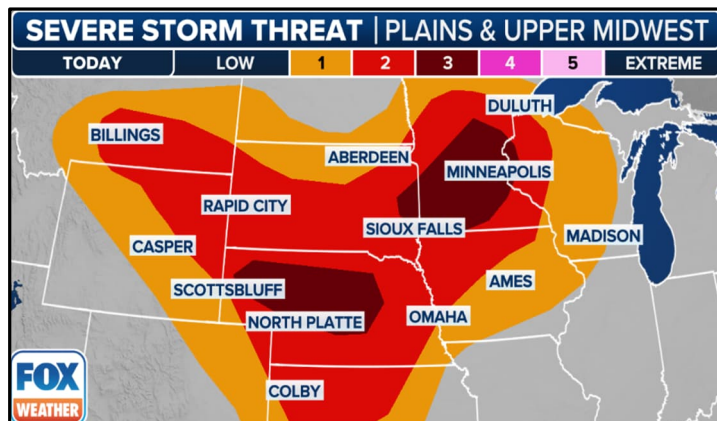 SEVERE STORM THREAT | PLAINS & UPPER MIDWEST
TODAY LOW 1 2 3 4 5 EXTREME
DULUTH
BILLINGS
ABERDEEN
MINNEAPOLIS
RAPID CITY
SIOUX FALLS
MADISON
CASPER
AMES
SCOTTSBLUFF
NORTH PLATTE
OMAHA
COLBY
FOX
WEATHER